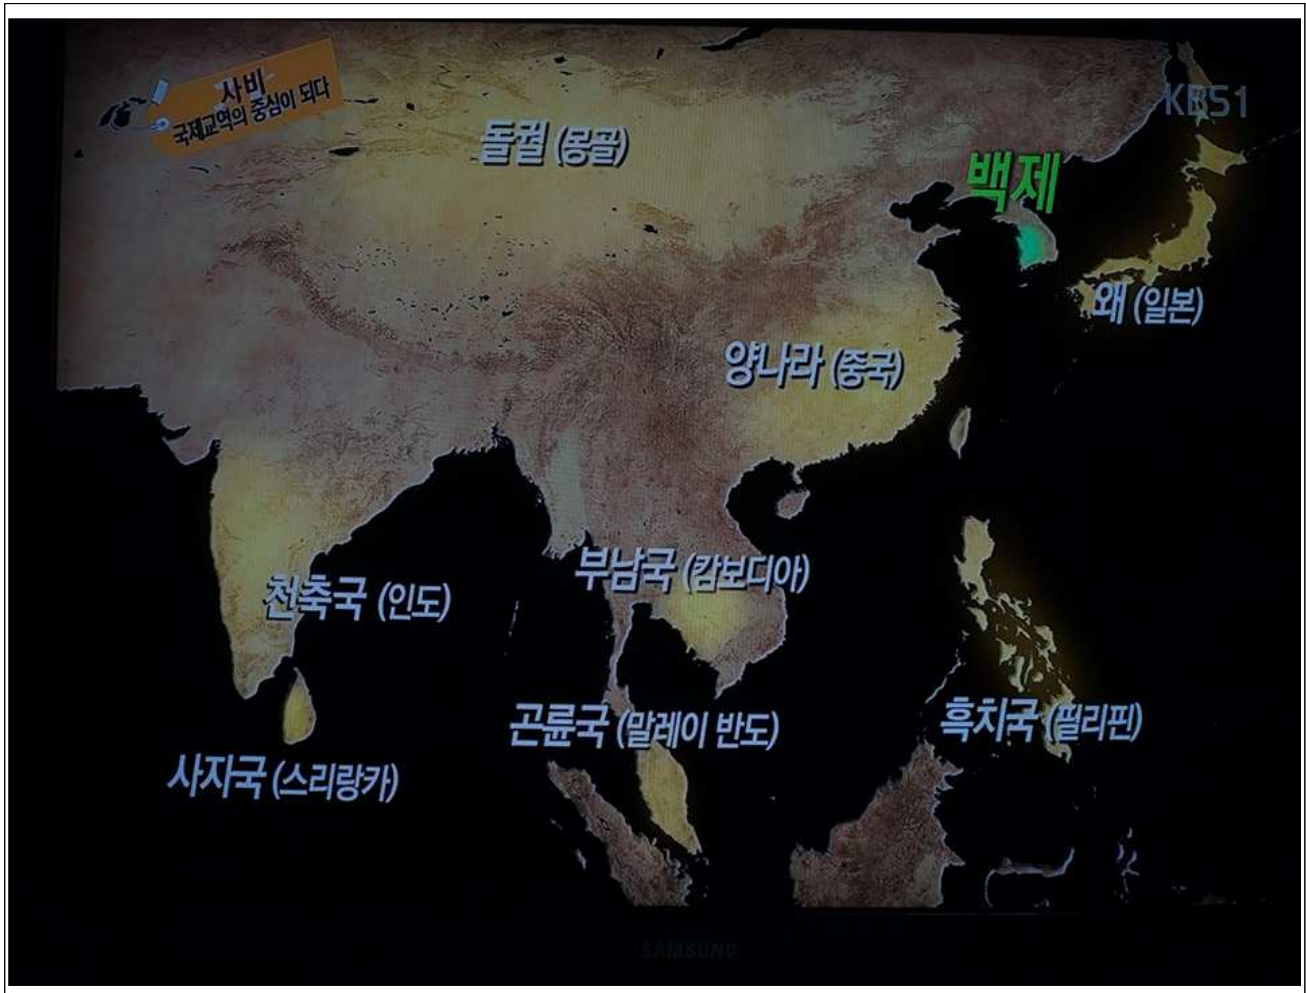 사비
국제교역의 중심이 되다
KBS1
돌궐 (몽골)
백제
왜 (일본)
양나라 (중국)
부남국 (캄보디아)
천축국 (인도)
곤륜국 (말레이 반도)
흑치국 (필리핀)
사자국 (스리랑카)
SAMSUNG